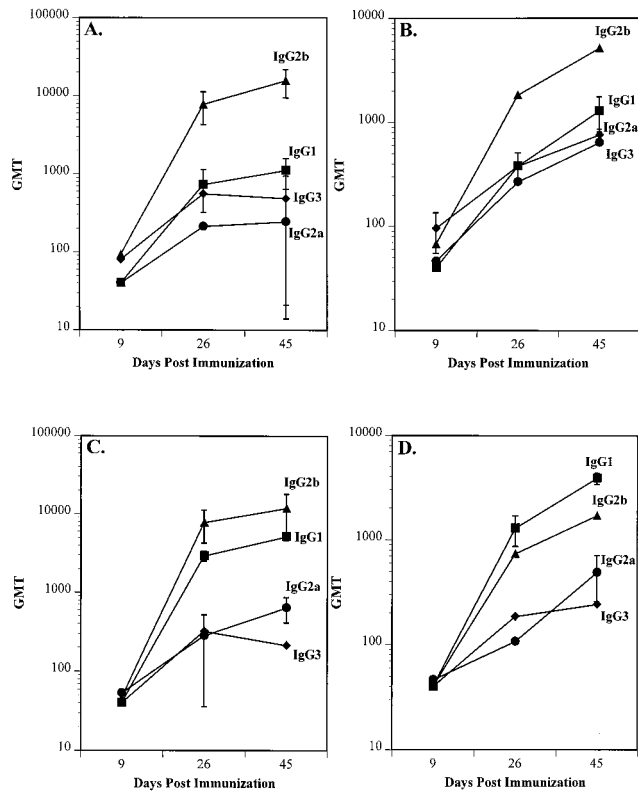 A.
100000
10000
1000
100
10
GMT
IgG2b
IgG1
IgG3
IgG2a
9 26 45
Days Post Immunization
B.
10000
1000
100
10
GMT
IgG2b
IgG1
IgG2a
IgG3
9 26 45
Days Post Immunization
C.
100000
10000
1000
100
10
GMT
IgG2b
IgG1
IgG2a
IgG3
9 26 45
Days Post Immunization
D.
10000
1000
100
10
GMT
IgG1
IgG2b
IgG2a
IgG3
9 26 45
Days Post Immunization